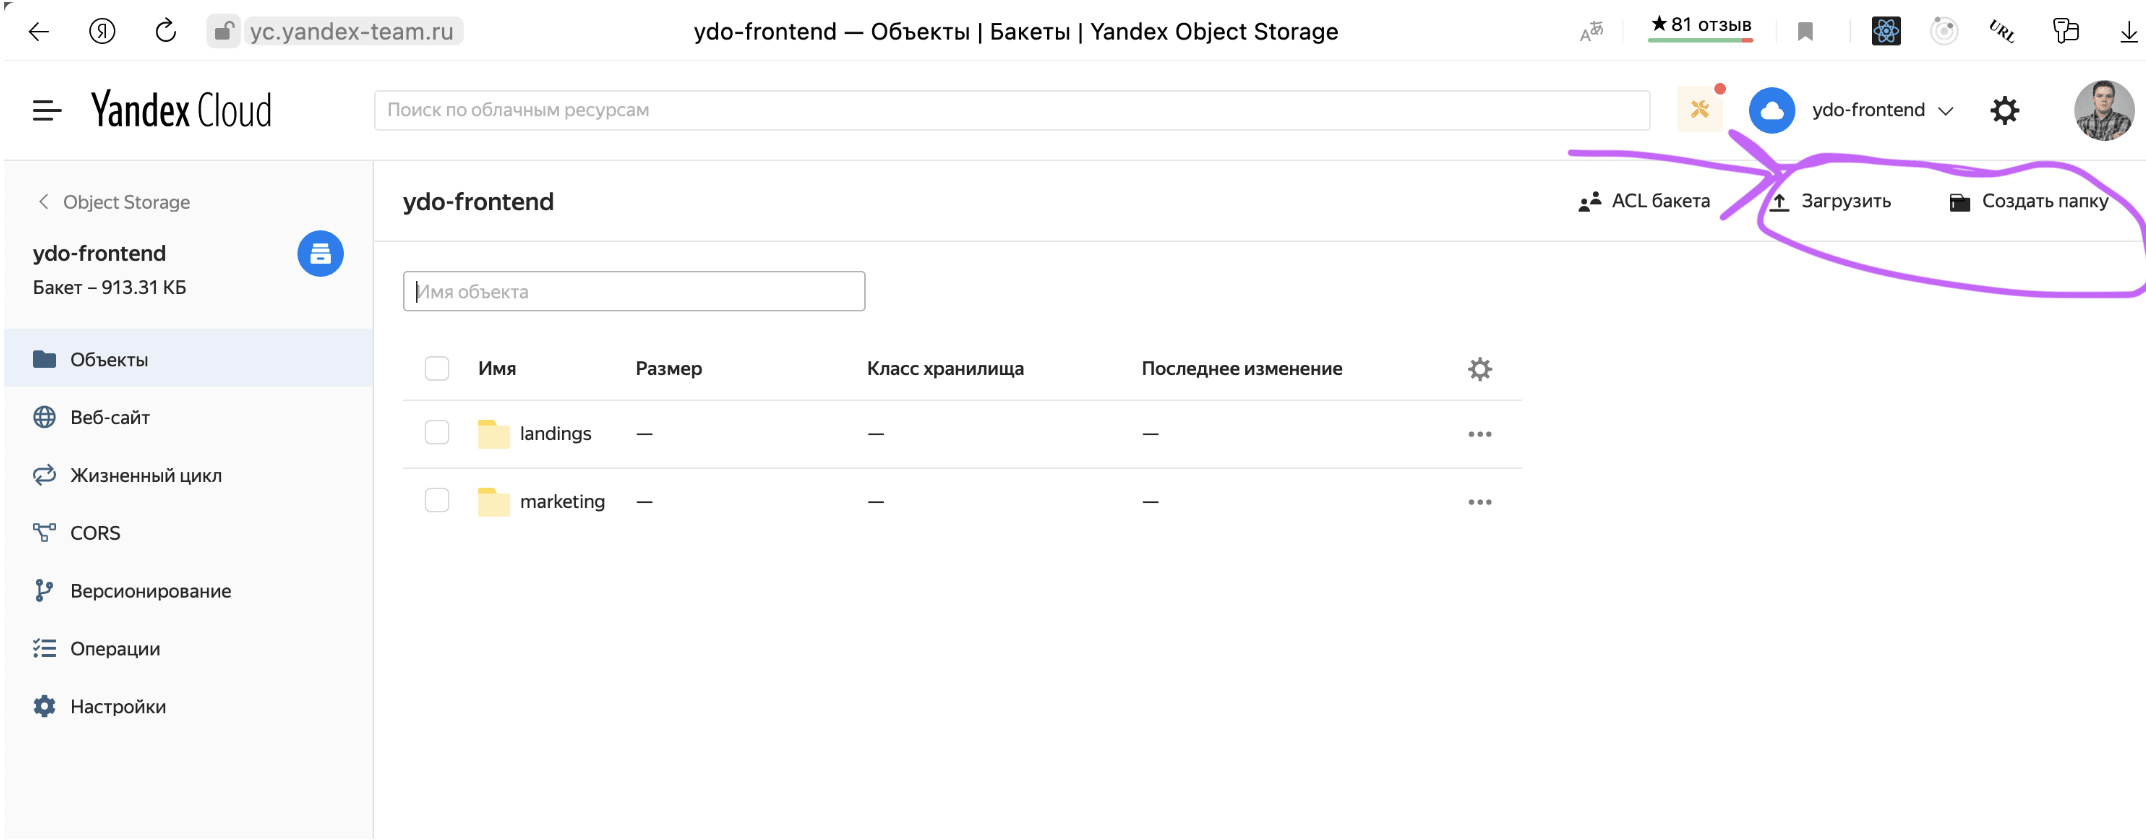 yc.yandex-team.ru
ydo-frontend — Объекты | Бакеты | Yandex Object Storage
★81 отзыв
URL
Yandex Cloud
Поиск по облачным ресурсам
ydo-frontend
Object Storage
ydo-frontend
Бакет – 913.31 КБ
Объекты
Веб-сайт
Жизненный цикл
CORS
Версионирование
Операции
Настройки
ydo-frontend
ACL бакета
Загрузить
Создать папку
Имя объекта
Имя Размер Класс хранилища Последнее изменение
landings — — —
marketing — — —